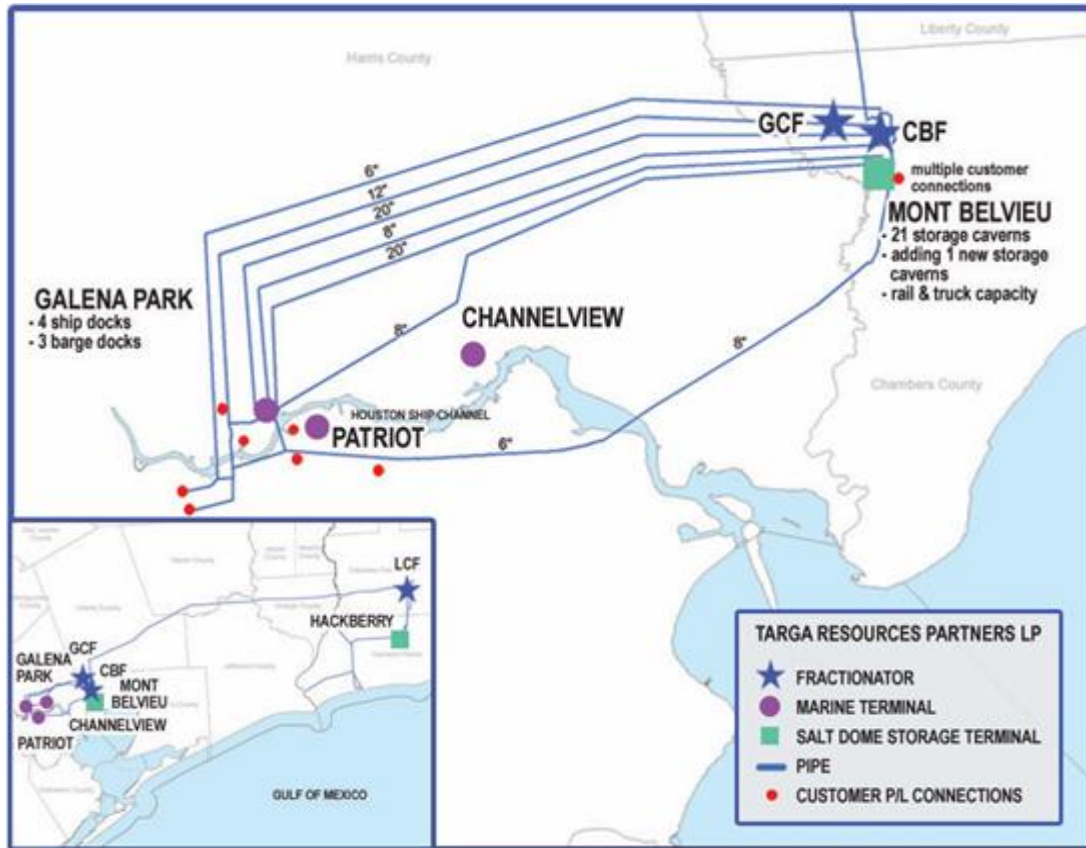 Liberty County
Harris County
GCF
CBF
multiple customer
connections
MONT BELVIEU
- 21 storage caverns
- adding 1 new storage
caverns
- rail & truck capacity
6"
12"
20"
8"
20"
8"
8"
6"
GALENA PARK
- 4 ship docks
- 3 barge docks
CHANNELVIEW
Chambers County
HOUSTON SHIP CHANNEL
PATRIOT
LCF
HACKBERRY
GCF
GALENA
PARK
CBF
MONT
BELVIEU
CHANNELVIEW
PATRIOT
GULF OF MEXICO
TARGA RESOURCES PARTNERS LP
FRACTIONATOR
MARINE TERMINAL
SALT DOME STORAGE TERMINAL
PIPE
CUSTOMER P/L CONNECTIONS